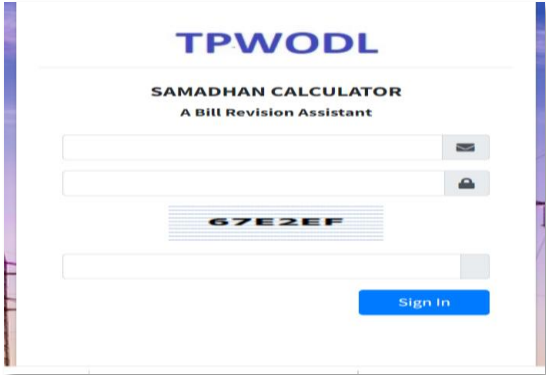 TPWODL
SAMADHAN CALCULATOR
A Bill Revision Assistant
67E2EF
Sign In